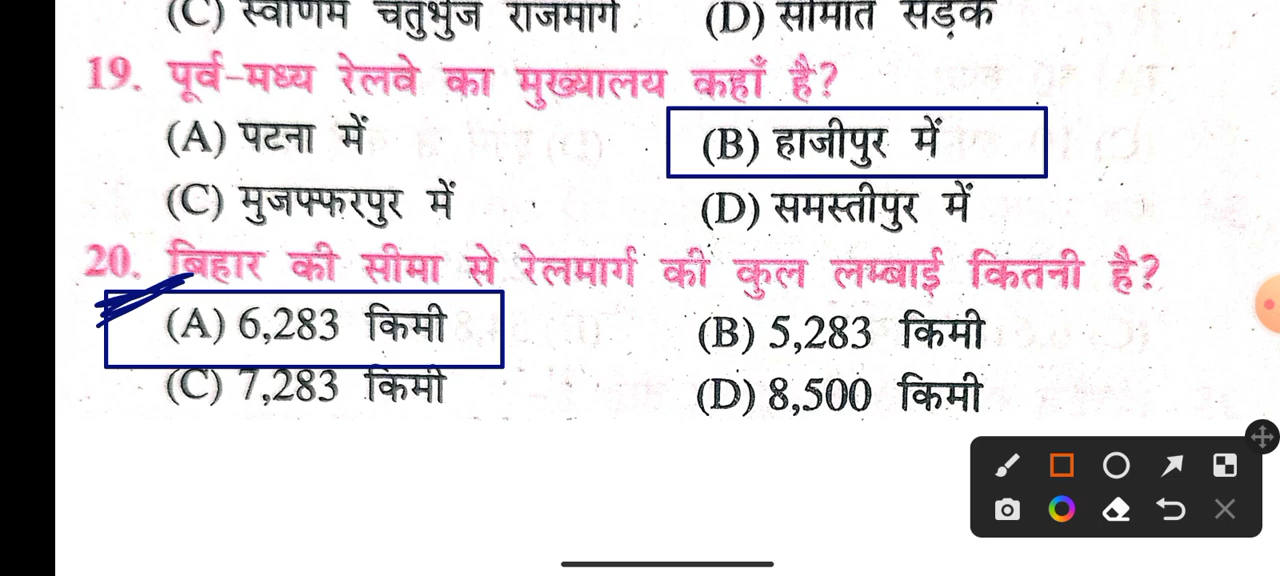 (C) स्वर्णिम चतुर्भुज राजमार्ग (D) सीमांत सड़क
19. पूर्व-मध्य रेलवे का मुख्यालय कहाँ है?
(A) पटना में (B) हाजीपुर में
(C) मुजफ्फरपुर में (D) समस्तीपुर में
20. बिहार की सीमा से रेलमार्ग की कुल लम्बाई कितनी है?
(A) 6,283 किमी (B) 5,283 किमी
(C) 7,283 किमी (D) 8,500 किमी